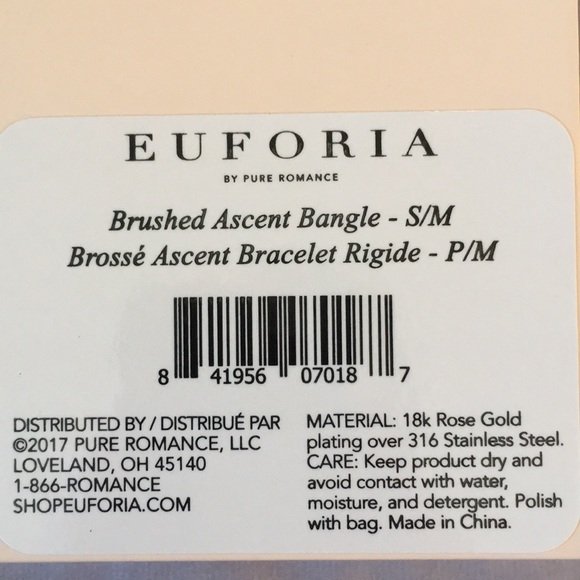 EUFORIA
BY PURE ROMANCE
Brushed Ascent Bangle - S/M
Brossé Ascent Bracelet Rigide - P/M
8 41956 07018 7
DISTRIBUTED BY / DISTRIBUÉ PAR
©2017 PURE ROMANCE, LLC
LOVELAND, OH 45140
1-866-ROMANCE
SHOPEUFORIA.COM
MATERIAL: 18k Rose Gold
plating over 316 Stainless Steel.
CARE: Keep product dry and
avoid contact with water,
moisture, and detergent. Polish
with bag. Made in China.